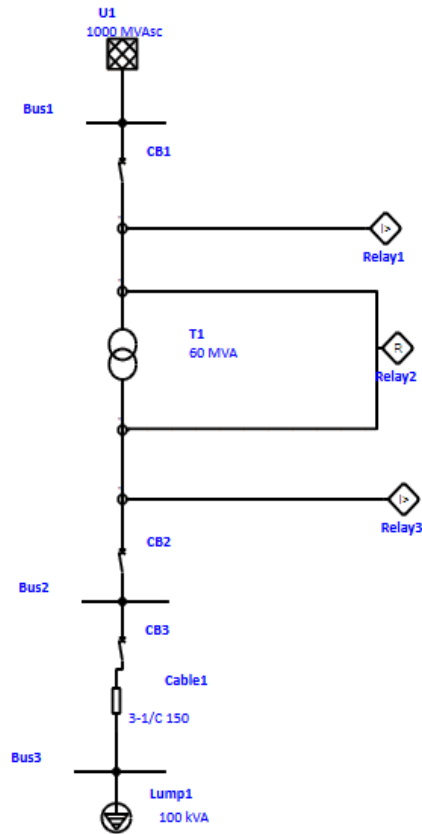 U1
1000 MVAsc
Bus1
CB1
I>
Relay1
T1
60 MVA
R
Relay2
I>
Relay3
CB2
Bus2
CB3
Cable1
3-1/C 150
Bus3
Lump1
100 kVA